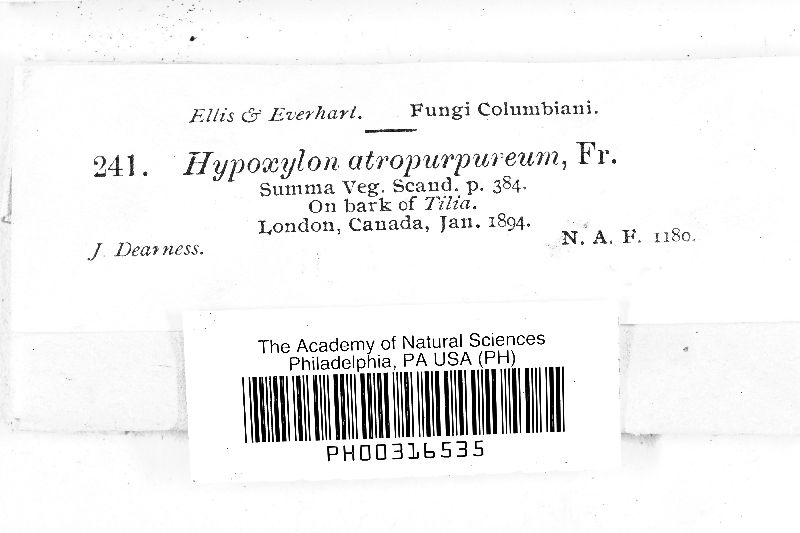 Ellis & Everhart. Fungi Columbiani.
241. Hypoxylon atropurpureum, Fr.
Summa Veg. Scand. p. 384.
On bark of Tilia.
London, Canada, Jan. 1894.
J. Dearness. N. A. F. 1180.
The Academy of Natural Sciences
Philadelphia, PA USA (PH)
PH00316535